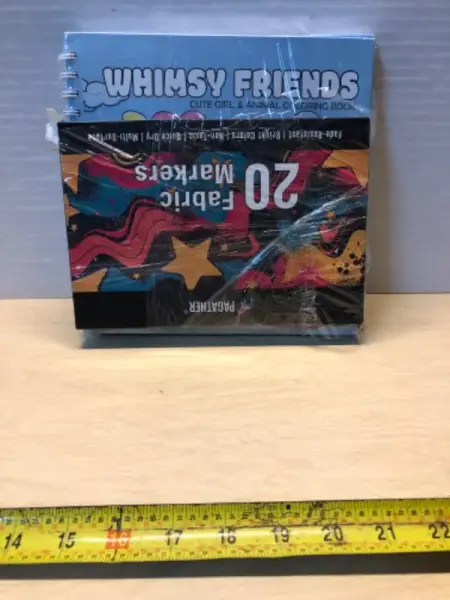 WHIMSY FRIENDS
CUTE GIRL & ANIMAL COLORING BOOK
Fade-Resistant | Bright Colors | Non-Toxic | Quick Dry | Multi-Surface
20 Fabric
Markers
PAGATHER®
14 15 16 17 18 19 20 21 22